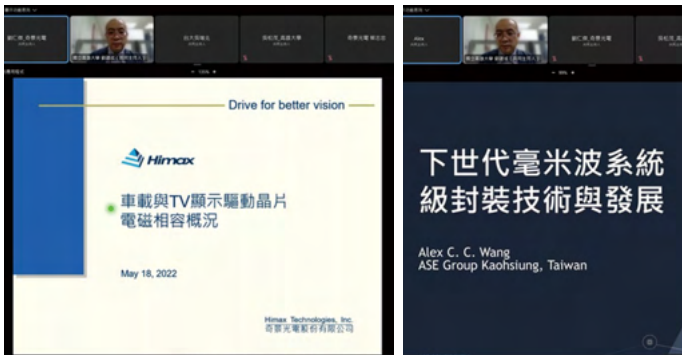 Drive for better vision
Himax
車載與TV顯示驅動晶片
電磁相容概況
May 18, 2022
Himax Technologies, Inc.
奇景光電股份有限公司
Alex
下世代毫米波系統
級封裝技術與發展
Alex C. C. Wang
ASE Group Kaohsiung, Taiwan